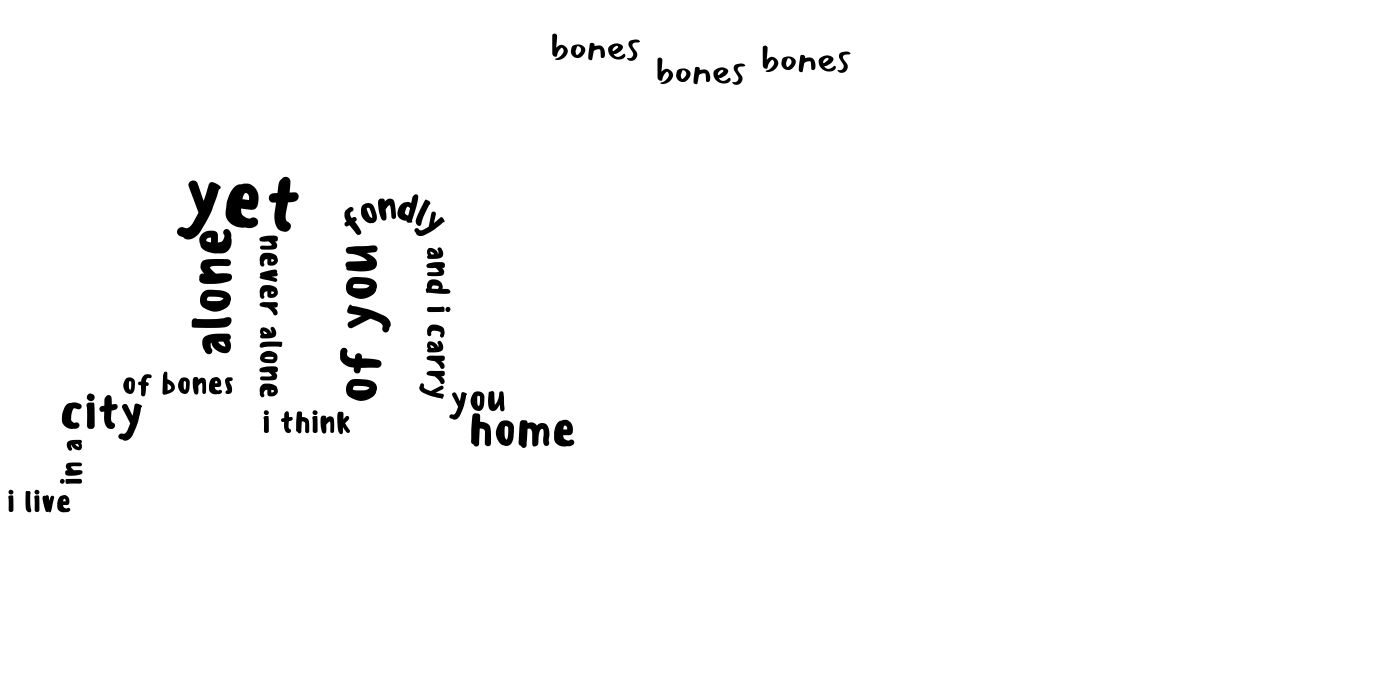 bones
bones
bones
i live
in a
city
of bones
alone
yet
never alone
i think
of you
fondly
and i carry
you
home